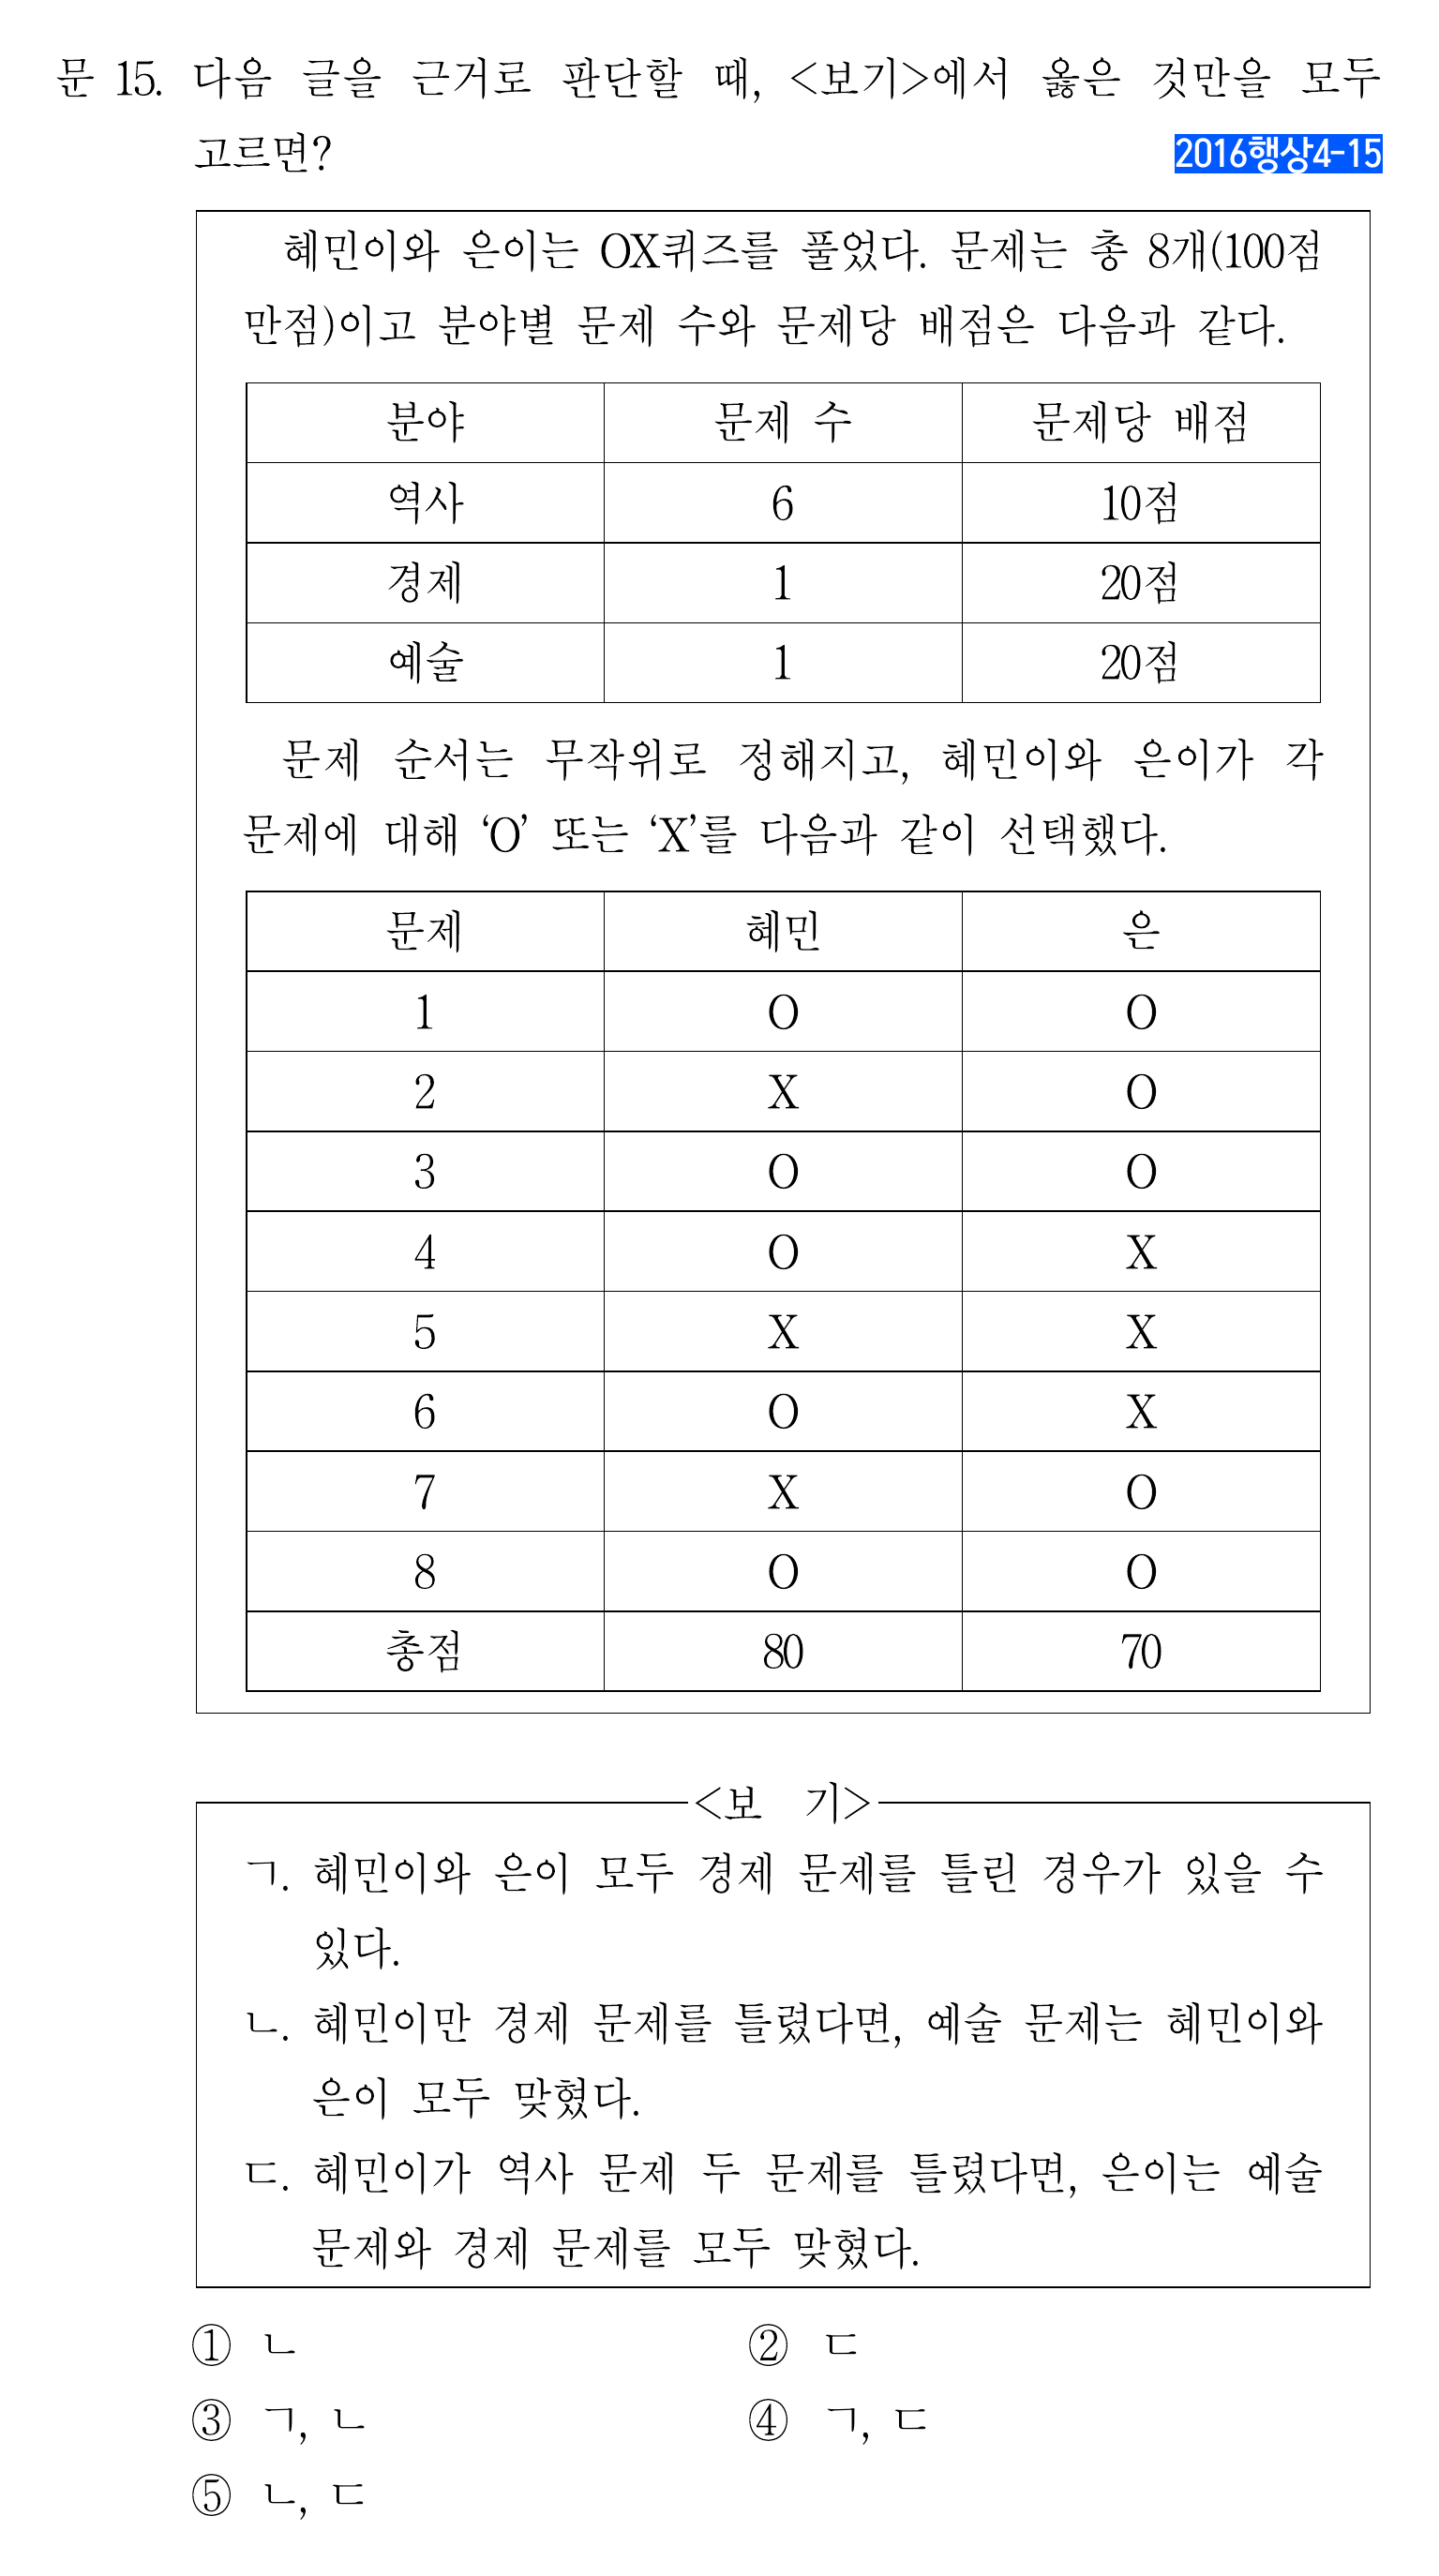 문 15. 다음 글을 근거로 판단할 때, <보기>에서 옳은 것만을 모두
고르면?
2016행상4-15
혜민이와 은이는 OX퀴즈를 풀었다. 문제는 총 8개(100점
만점)이고 분야별 문제 수와 문제당 배점은 다음과 같다.
분야 문제 수 문제당 배점
역사 6 10점
경제 1 20점
예술 1 20점
문제 순서는 무작위로 정해지고, 혜민이와 은이가 각
문제에 대해 ‘O’ 또는 ‘X’를 다음과 같이 선택했다.
문제 혜민 은
1 O O
2 X O
3 O O
4 O X
5 X X
6 O X
7 X O
8 O O
총점 80 70
<보 기>
ㄱ. 혜민이와 은이 모두 경제 문제를 틀린 경우가 있을 수
있다.
ㄴ. 혜민이만 경제 문제를 틀렸다면, 예술 문제는 혜민이와
은이 모두 맞혔다.
ㄷ. 혜민이가 역사 문제 두 문제를 틀렸다면, 은이는 예술
문제와 경제 문제를 모두 맞혔다.
① ㄴ ② ㄷ
③ ㄱ, ㄴ ④ ㄱ, ㄷ
⑤ ㄴ, ㄷ